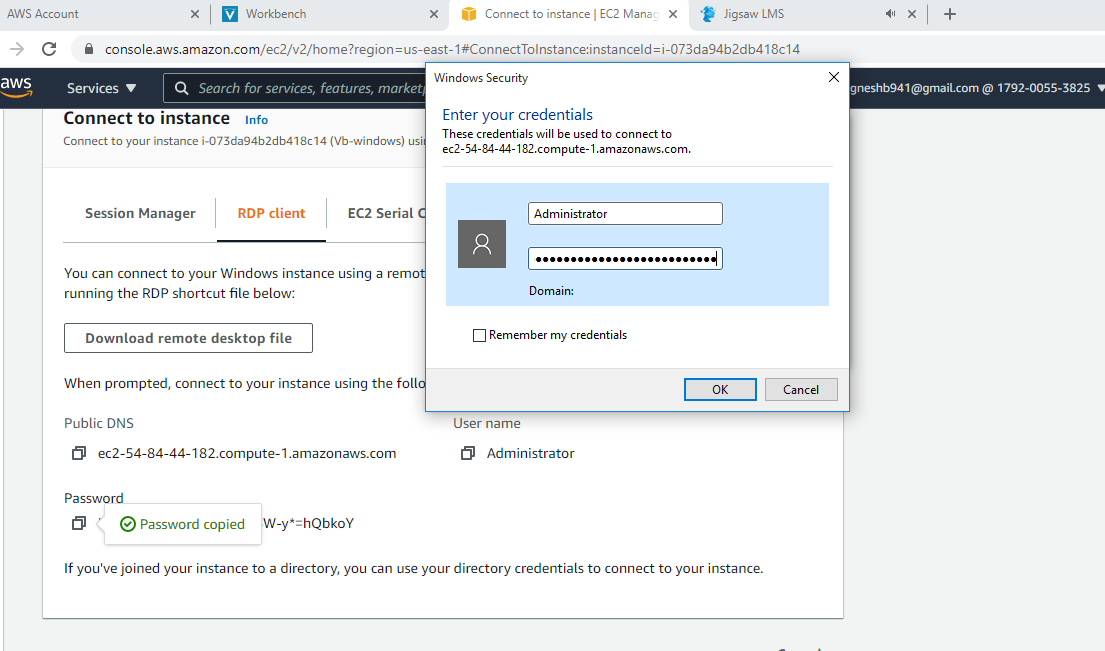 AWS Account
Workbench
Connect to instance | EC2 Manag
Jigsaw LMS
console.aws.amazon.com/ec2/v2/home?region=us-east-1#ConnectToInstance:instanceId=i-073da94b2db418c14
aws
Services
Search for services, features, marketp
gneshb941@gmail.com @ 1792-0055-3825
Connect to instance Info
Connect to your instance i-073da94b2db418c14 (Vb-windows) usin
Session Manager
RDP client
EC2 Serial C
You can connect to your Windows instance using a remot
running the RDP shortcut file below:
Download remote desktop file
When prompted, connect to your instance using the follo
Public DNS
ec2-54-84-44-182.compute-1.amazonaws.com
User name
Administrator
Password
Password copied
W-y*=hQbkoY
If you've joined your instance to a directory, you can use your directory credentials to connect to your instance.
Windows Security
Enter your credentials
These credentials will be used to connect to
ec2-54-84-44-182.compute-1.amazonaws.com.
Administrator
Domain:
Remember my credentials
OK
Cancel